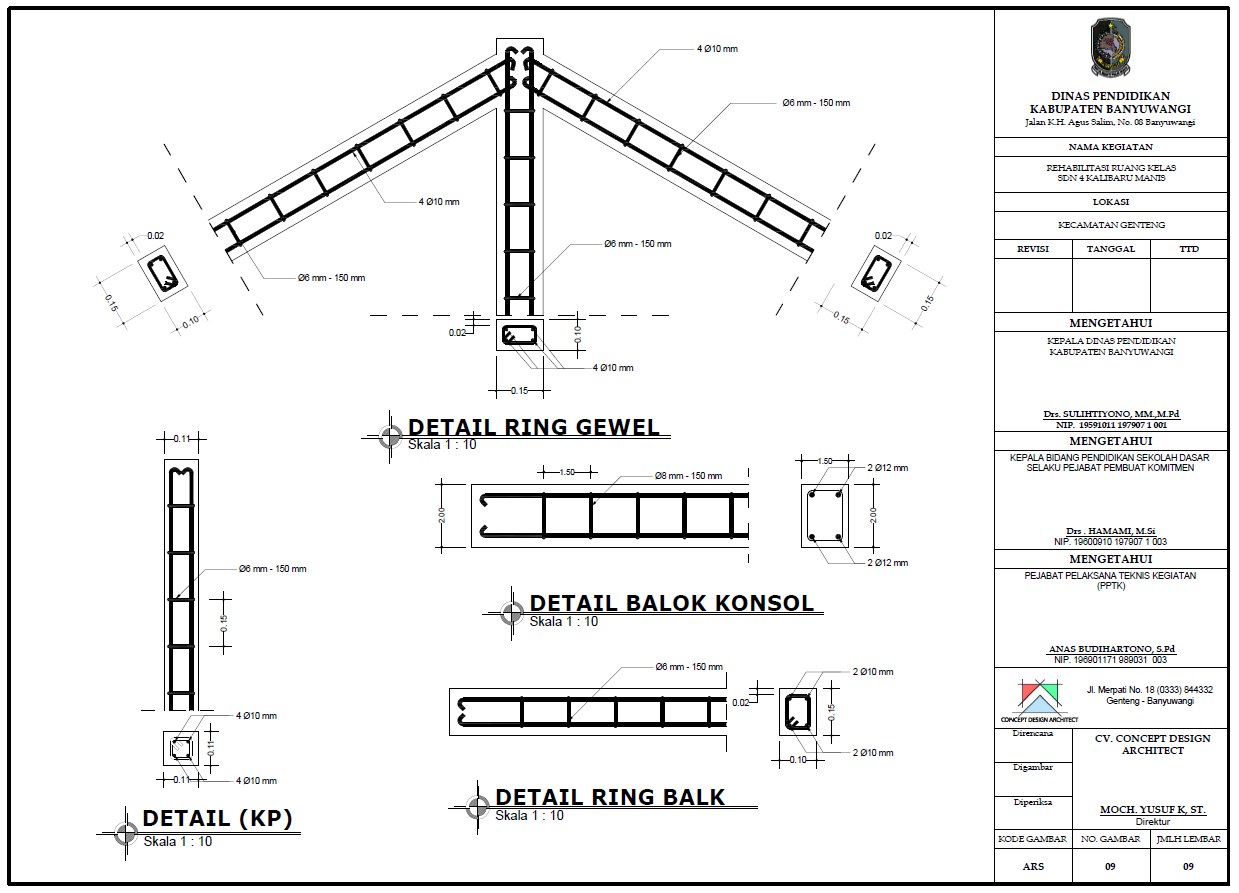 4 Ø10 mm
Ø6 mm - 150 mm
4 Ø10 mm
Ø6 mm - 150 mm
Ø6 mm - 150 mm
0.02
0.15
0.10
0.02
0.15
0.15
0.02
0.10
4 Ø10 mm
0.15
DETAIL RING GEWEL
Skala 1 : 10
0.11
Ø6 mm - 150 mm
0.15
4 Ø10 mm
0.11
4 Ø10 mm
0.11
DETAIL (KP)
Skala 1 : 10
1.50
Ø8 mm - 150 mm
2.00
1.50
2 Ø12 mm
2.00
2 Ø12 mm
DETAIL BALOK KONSOL
Skala 1 : 10
Ø6 mm - 150 mm
0.02
2 Ø10 mm
0.15
2 Ø10 mm
0.10
DETAIL RING BALK
Skala 1 : 10
DINAS PENDIDIKAN
KABUPATEN BANYUWANGI
Jalan K.H. Agus Salim, No. 08 Banyuwangi
NAMA KEGIATAN
REHABILITASI RUANG KELAS
SDN 4 KALIBARU MANIS
LOKASI
KECAMATAN GENTENG
REVISI TANGGAL TTD
MENGETAHUI
KEPALA DINAS PENDIDIKAN
KABUPATEN BANYUWANGI
Drs. SULIHTIYONO, MM.,M.Pd
NIP. 19591011 197907 1 001
MENGETAHUI
KEPALA BIDANG PENDIDIKAN SEKOLAH DASAR
SELAKU PEJABAT PEMBUAT KOMITMEN
Drs . HAMAMI, M.Si
NIP. 19600910 197907 1 003
MENGETAHUI
PEJABAT PELAKSANA TEKNIS KEGIATAN
(PPTK)
ANAS BUDIHARTONO, S.Pd
NIP. 196901171 989031 003
CONCEPT DESIGN ARCHITECT
Jl. Merpati No. 18 (0333) 844332
Genteng - Banyuwangi
Direncana
CV. CONCEPT DESIGN
ARCHITECT
Digambar
Diperiksa
MOCH. YUSUF K, ST.
Direktur
KODE GAMBAR NO. GAMBAR JMLH LEMBAR
ARS 09 09